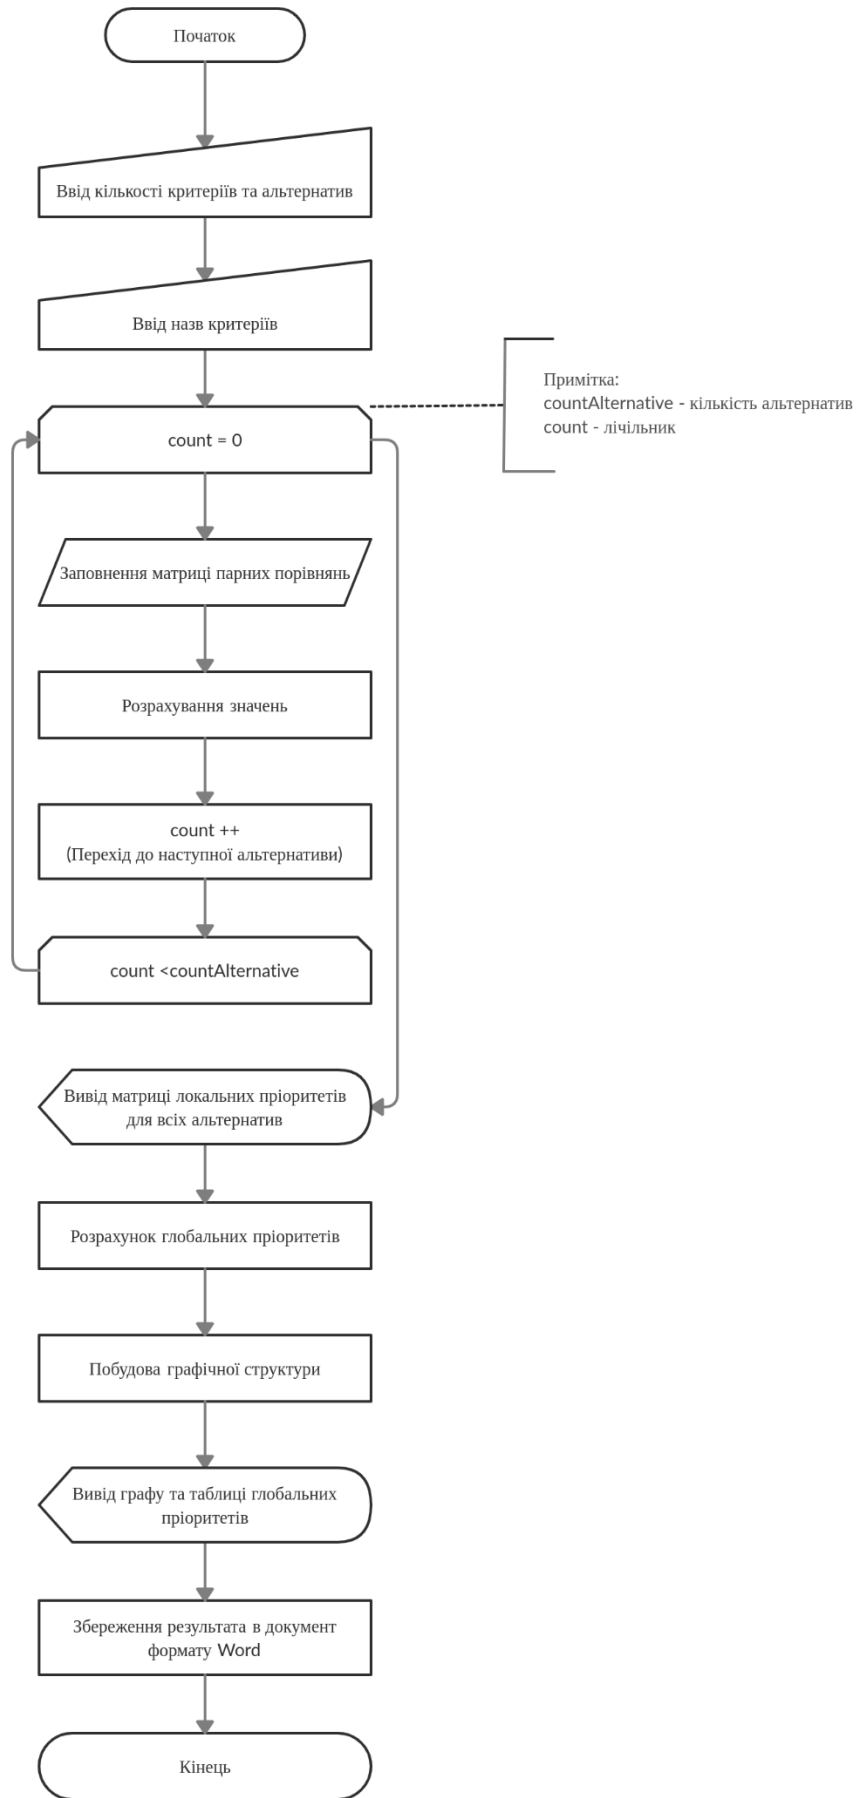 Початок
Ввід кількості критеріїв та альтернатив
Ввід назв критеріїв
Примітка:
countAlternative - кількість альтернатив
count - лічільник
count = 0
Заповнення матриці парних порівнянь
Розрахування значень
count ++
(Перехід до наступної альтернативи)
count <countAlternative
Вивід матриці локальних пріоритетів
для всіх альтернатив
Розрахунок глобальних пріоритетів
Побудова графічної структури
Вивід графу та таблиці глобальних
пріоритетів
Збереження результата в документ
формату Word
Кінець